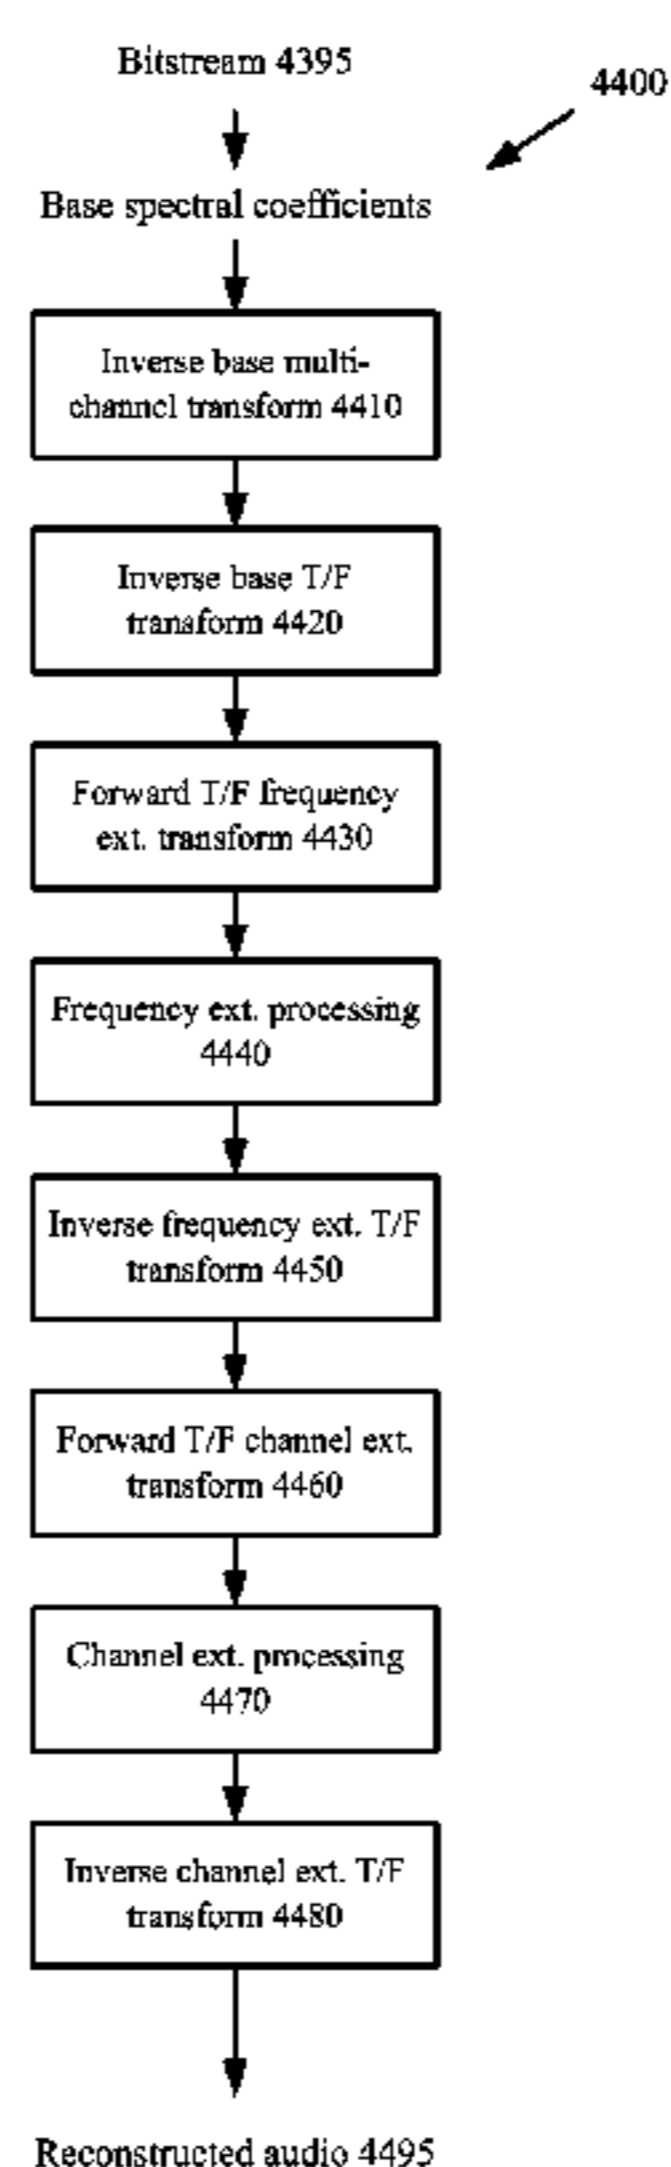 Bitstream 4395
4400
Base spectral coefficients
Inverse base multi-
channel transform 4410
Inverse base T/F
transform 4420
Forward T/F frequency
ext. transform 4430
Frequency ext. processing
4440
Inverse frequency ext. T/F
transform 4450
Forward T/F channel ext.
transform 4460
Channel ext. processing
4470
Inverse channel ext. T/F
transform 4480
Reconstructed audio 4495